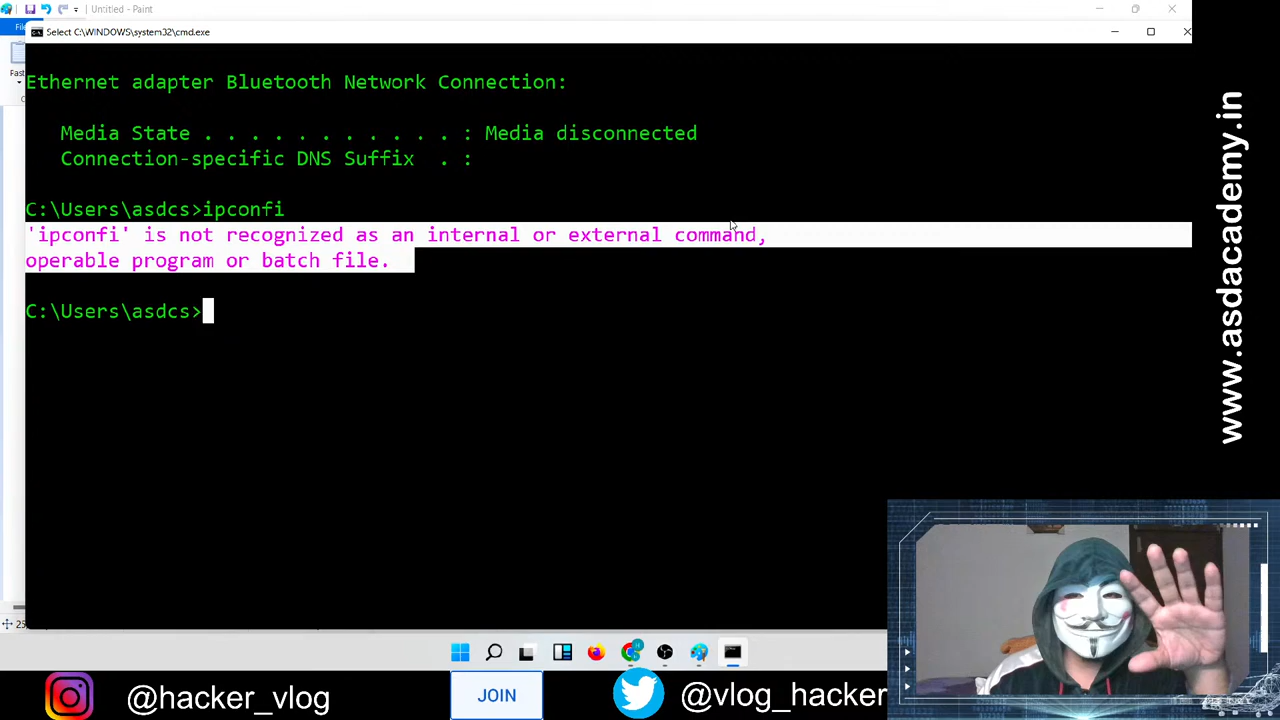 Untitled - Paint
File
Fast
Select C:\WINDOWS\system32\cmd.exe
Ethernet adapter Bluetooth Network Connection:
Media State . . . . . . . . . . . : Media disconnected
Connection-specific DNS Suffix  . :
C:\Users\asdcs>ipconfi
'ipconfi' is not recognized as an internal or external command,
operable program or batch file.
C:\Users\asdcs>
www.asdacademy.in
@hacker_vlog
JOIN
@vlog_hacker